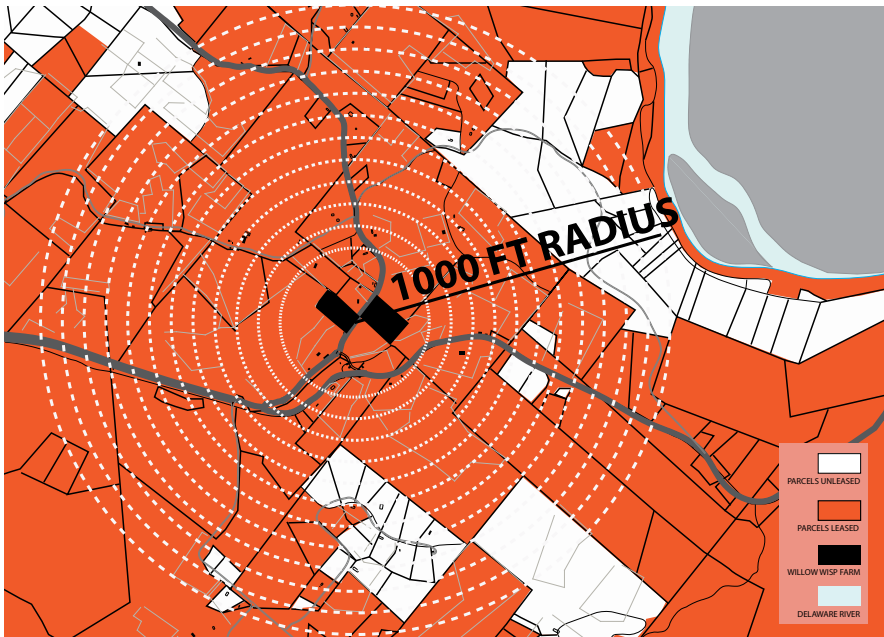 1000 FT RADIUS
PARCELS UNLEASED
PARCELS LEASED
WILLOW WISP FARM
DELAWARE RIVER